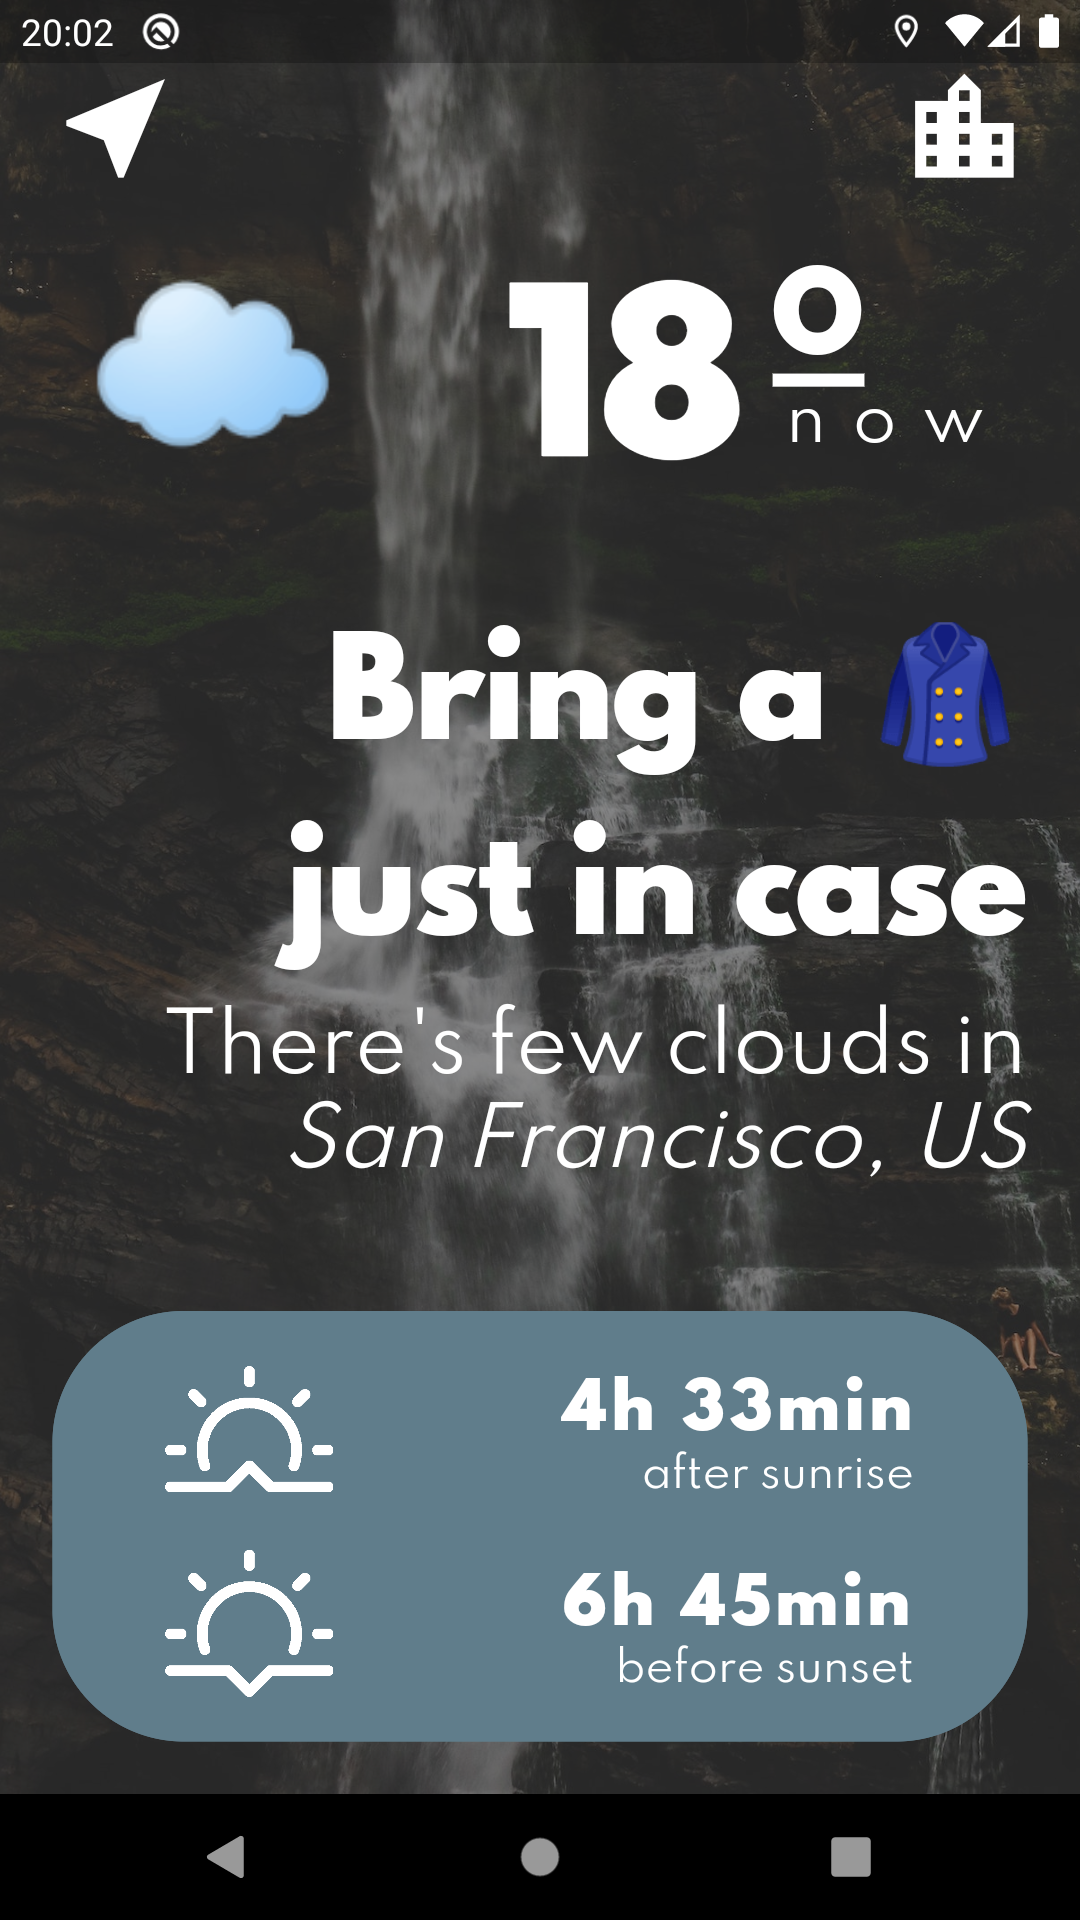 20:02
18º
now
Bring a 🧥
just in case
There's few clouds in
San Francisco, US
4h 33min
after sunrise
6h 45min
before sunset